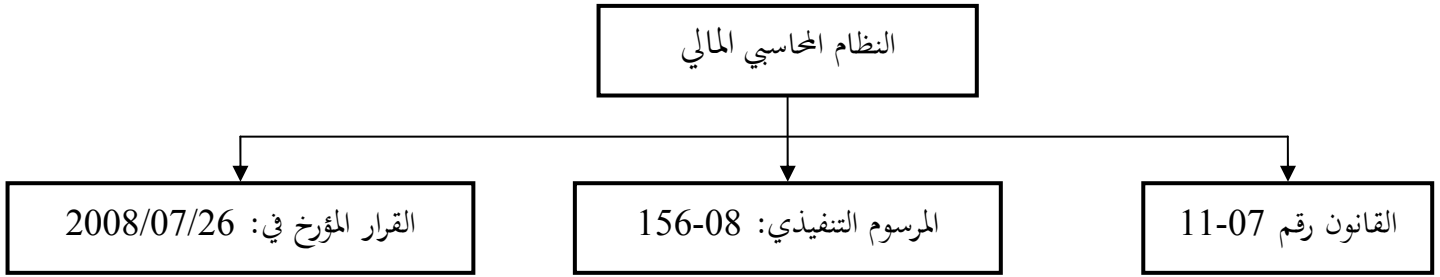 النظام المحاسبي المالي
القانون رقم 07-11
المرسوم التنفيذي: 08-156
القرار المؤرخ في: 2008/07/26